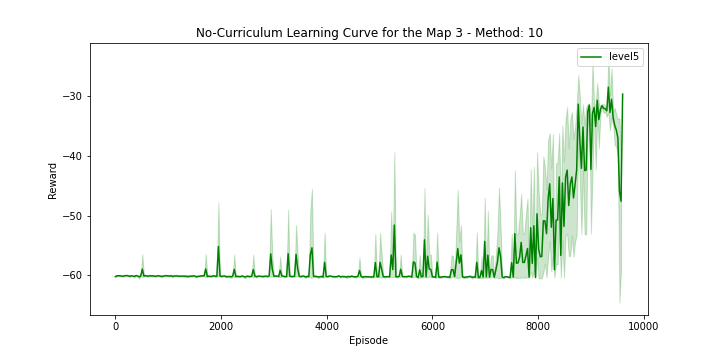 No-Curriculum Learning Curve for the Map 3 - Method: 10
level5
Reward
−30
−40
−50
−60
0
2000
4000
6000
8000
10000
Episode